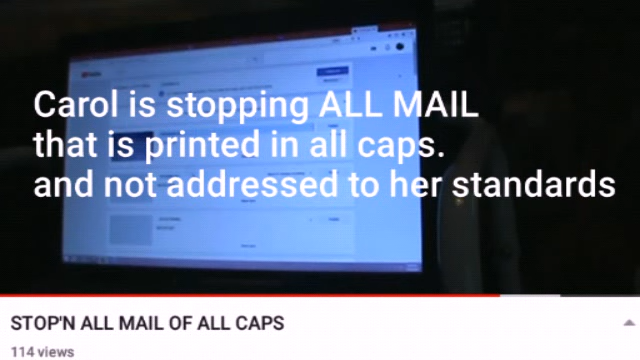 Carol is stopping ALL MAIL
that is printed in all caps.
and not addressed to her standards
STOP'N ALL MAIL OF ALL CAPS
114 views